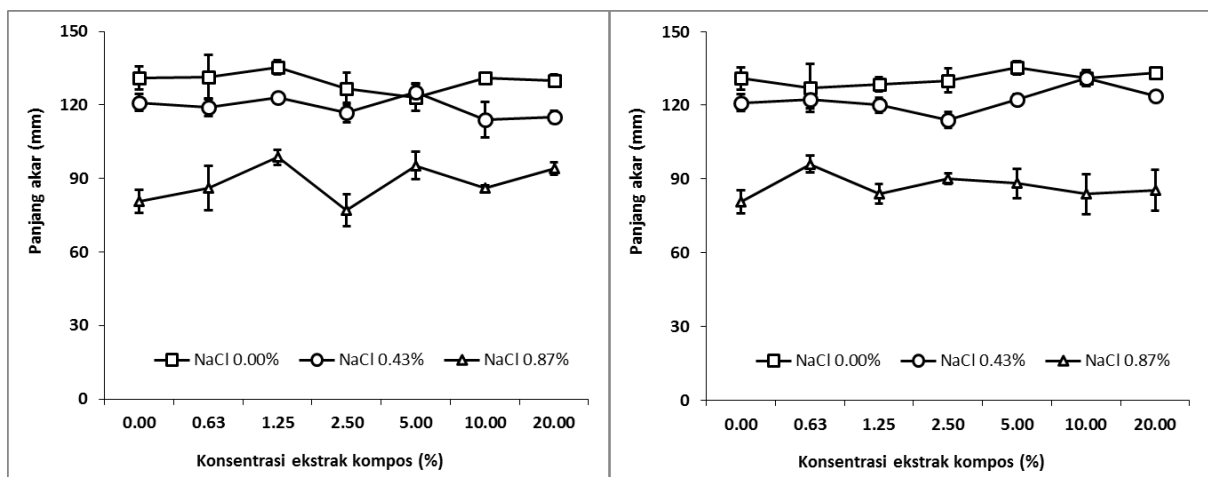 150
120
90
60
30
0
Panjang akar (mm)
NaCl 0.00% NaCl 0.43% NaCl 0.87%
0.00 0.63 1.25 2.50 5.00 10.00 20.00
Konsentrasi ekstrak kompos (%)
150
120
90
60
30
0
Panjang akar (mm)
NaCl 0.00% NaCl 0.43% NaCl 0.87%
0.00 0.63 1.25 2.50 5.00 10.00 20.00
Konsentrasi ekstrak kompos (%)